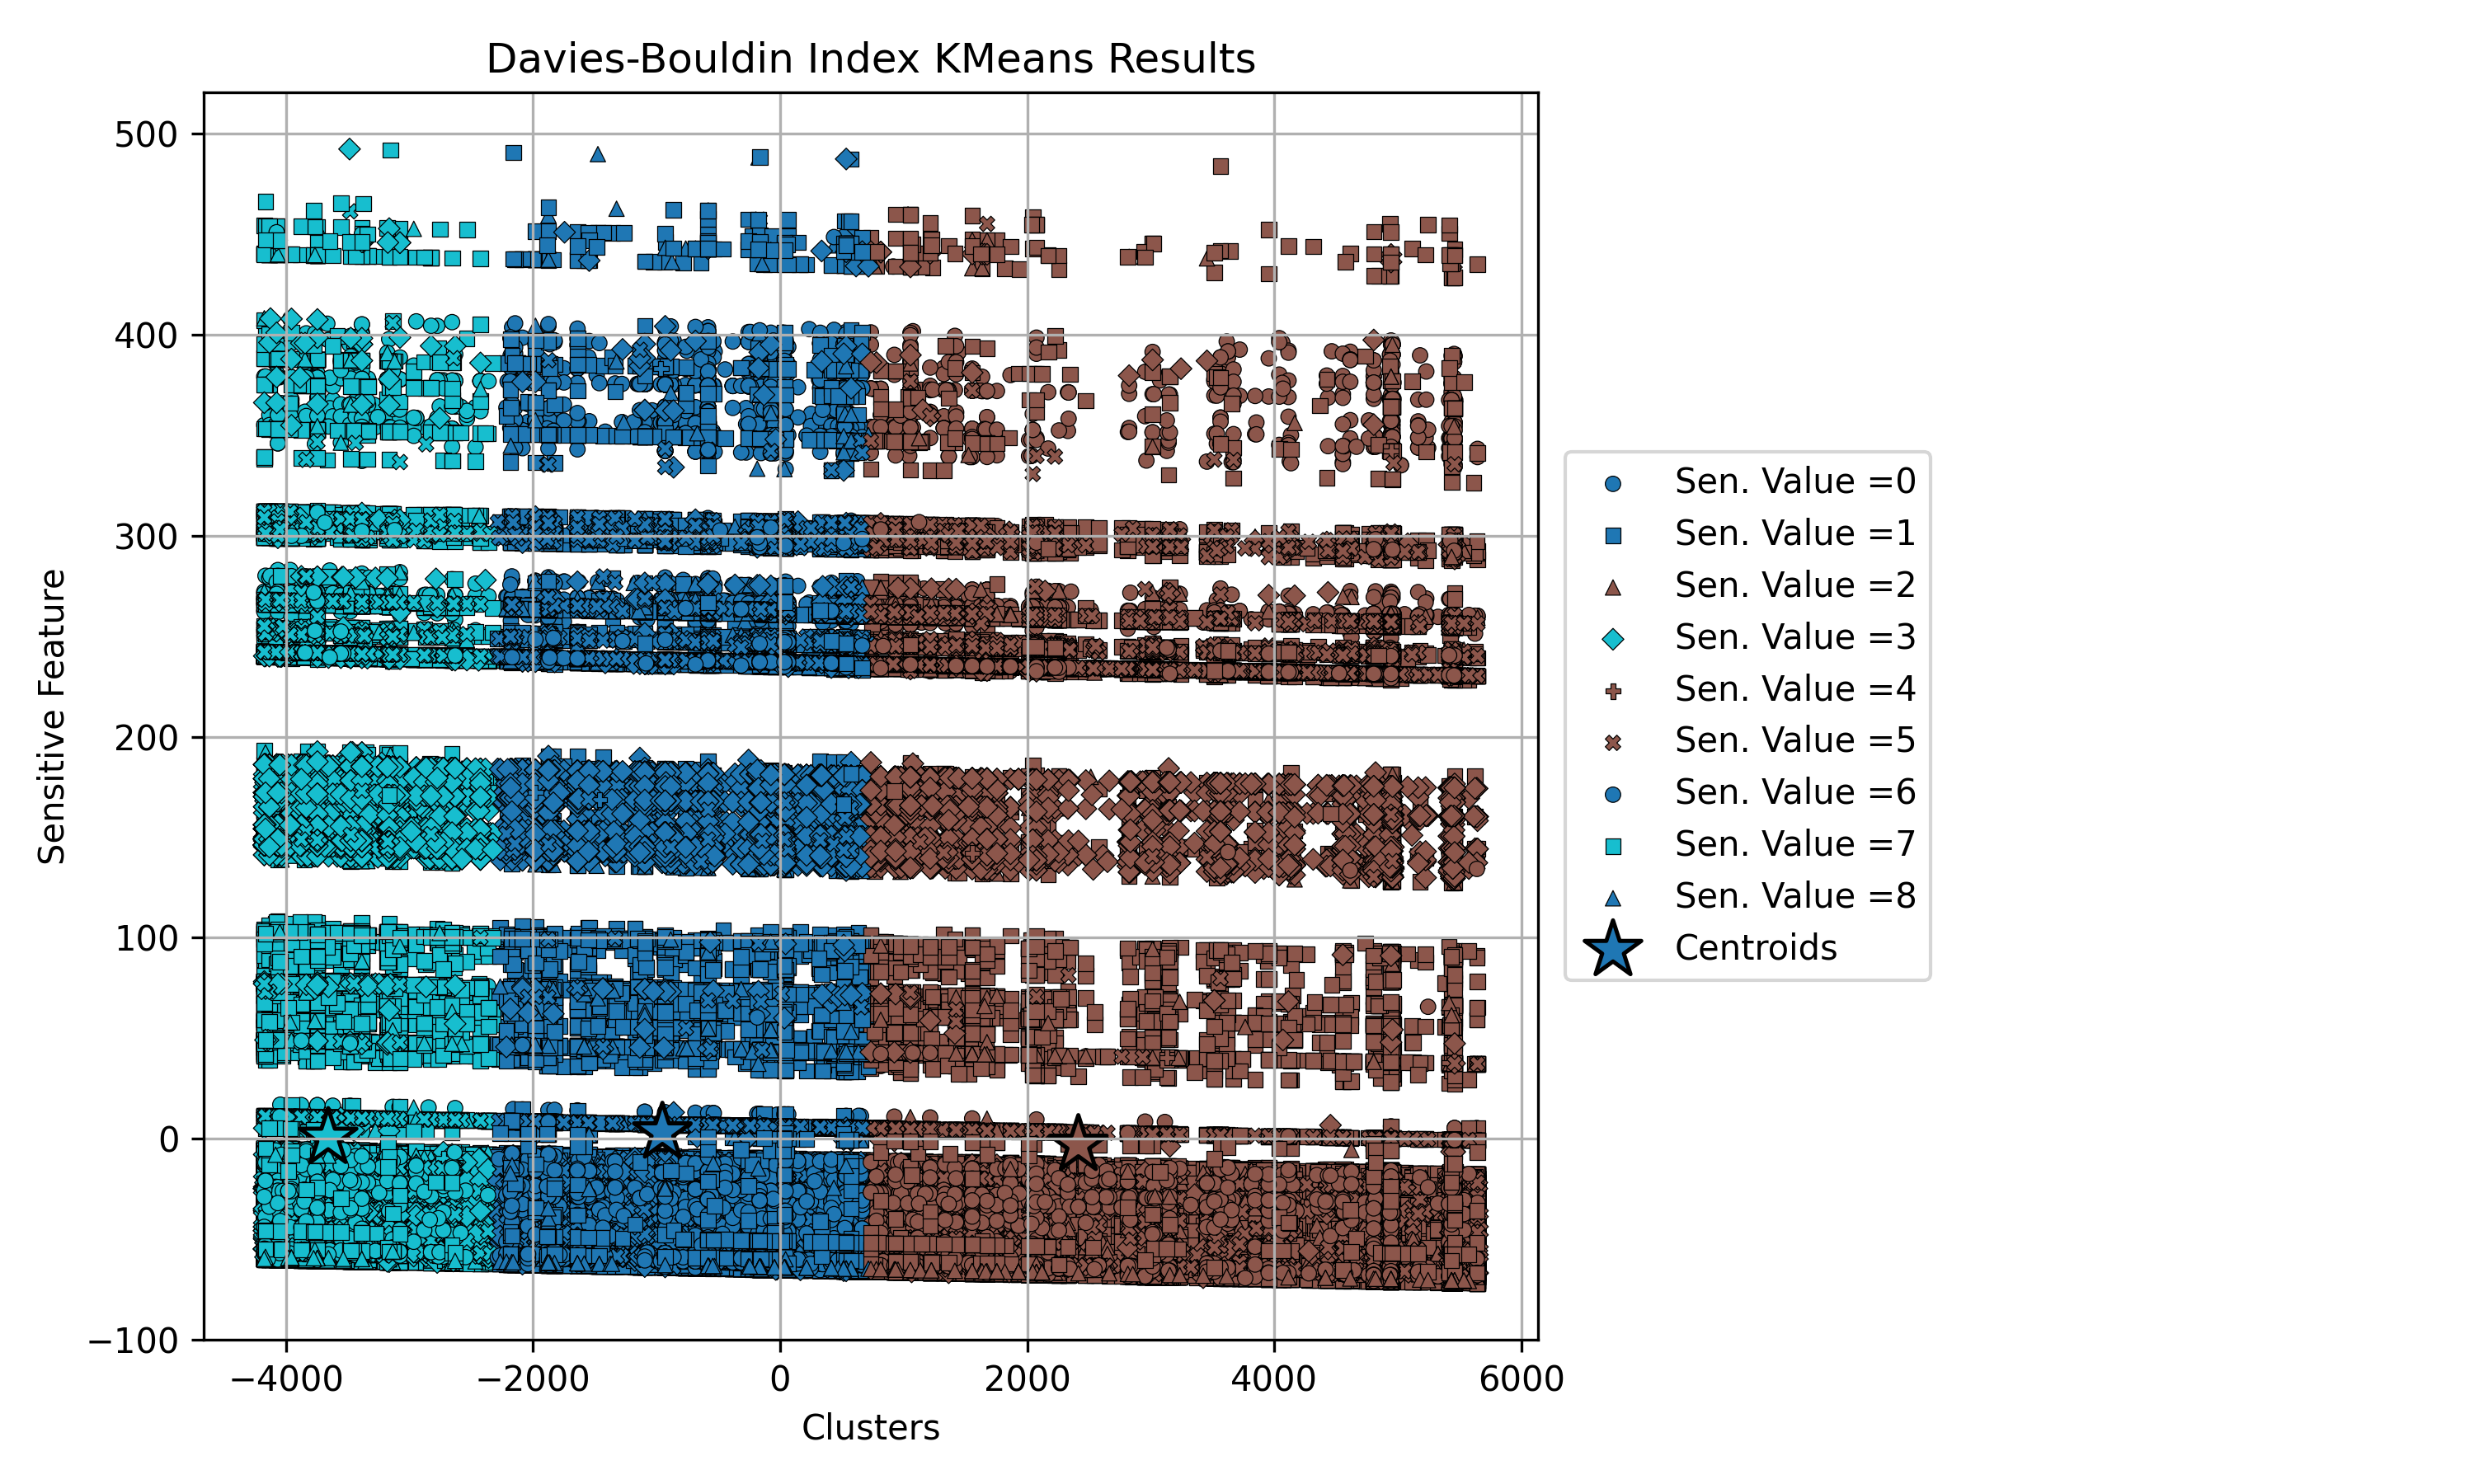 Davies-Bouldin Index KMeans Results
500
400
300
200
100
0
−100
Sensitive Feature
−4000 −2000 0 2000 4000 6000
Clusters
Sen. Value =0
Sen. Value =1
Sen. Value =2
Sen. Value =3
Sen. Value =4
Sen. Value =5
Sen. Value =6
Sen. Value =7
Sen. Value =8
Centroids